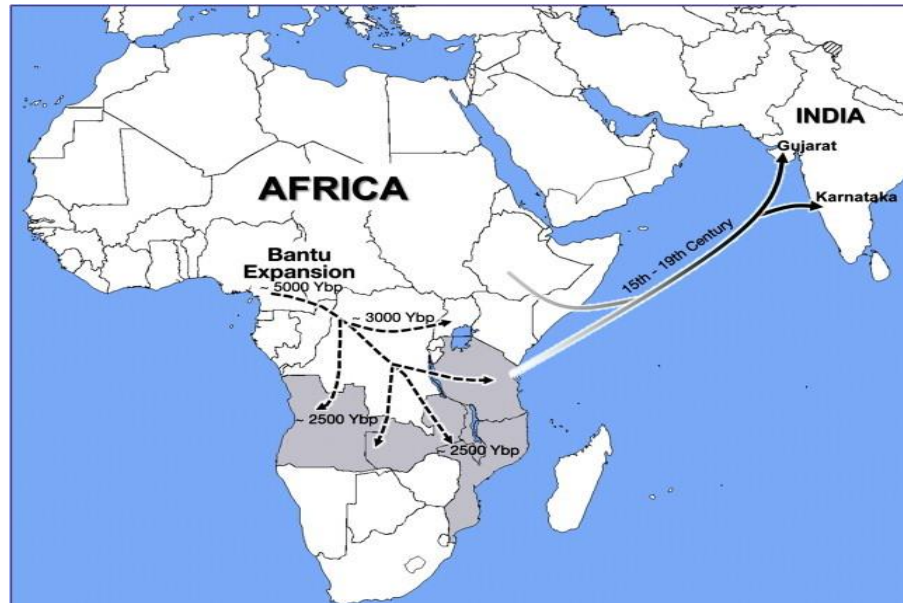 INDIA
Gujarat
AFRICA
Karnataka
15th - 19th Century
Bantu
Expansion
~ 5000 Ybp
~ 3000 Ybp
~ 2500 Ybp
~ 2500 Ybp